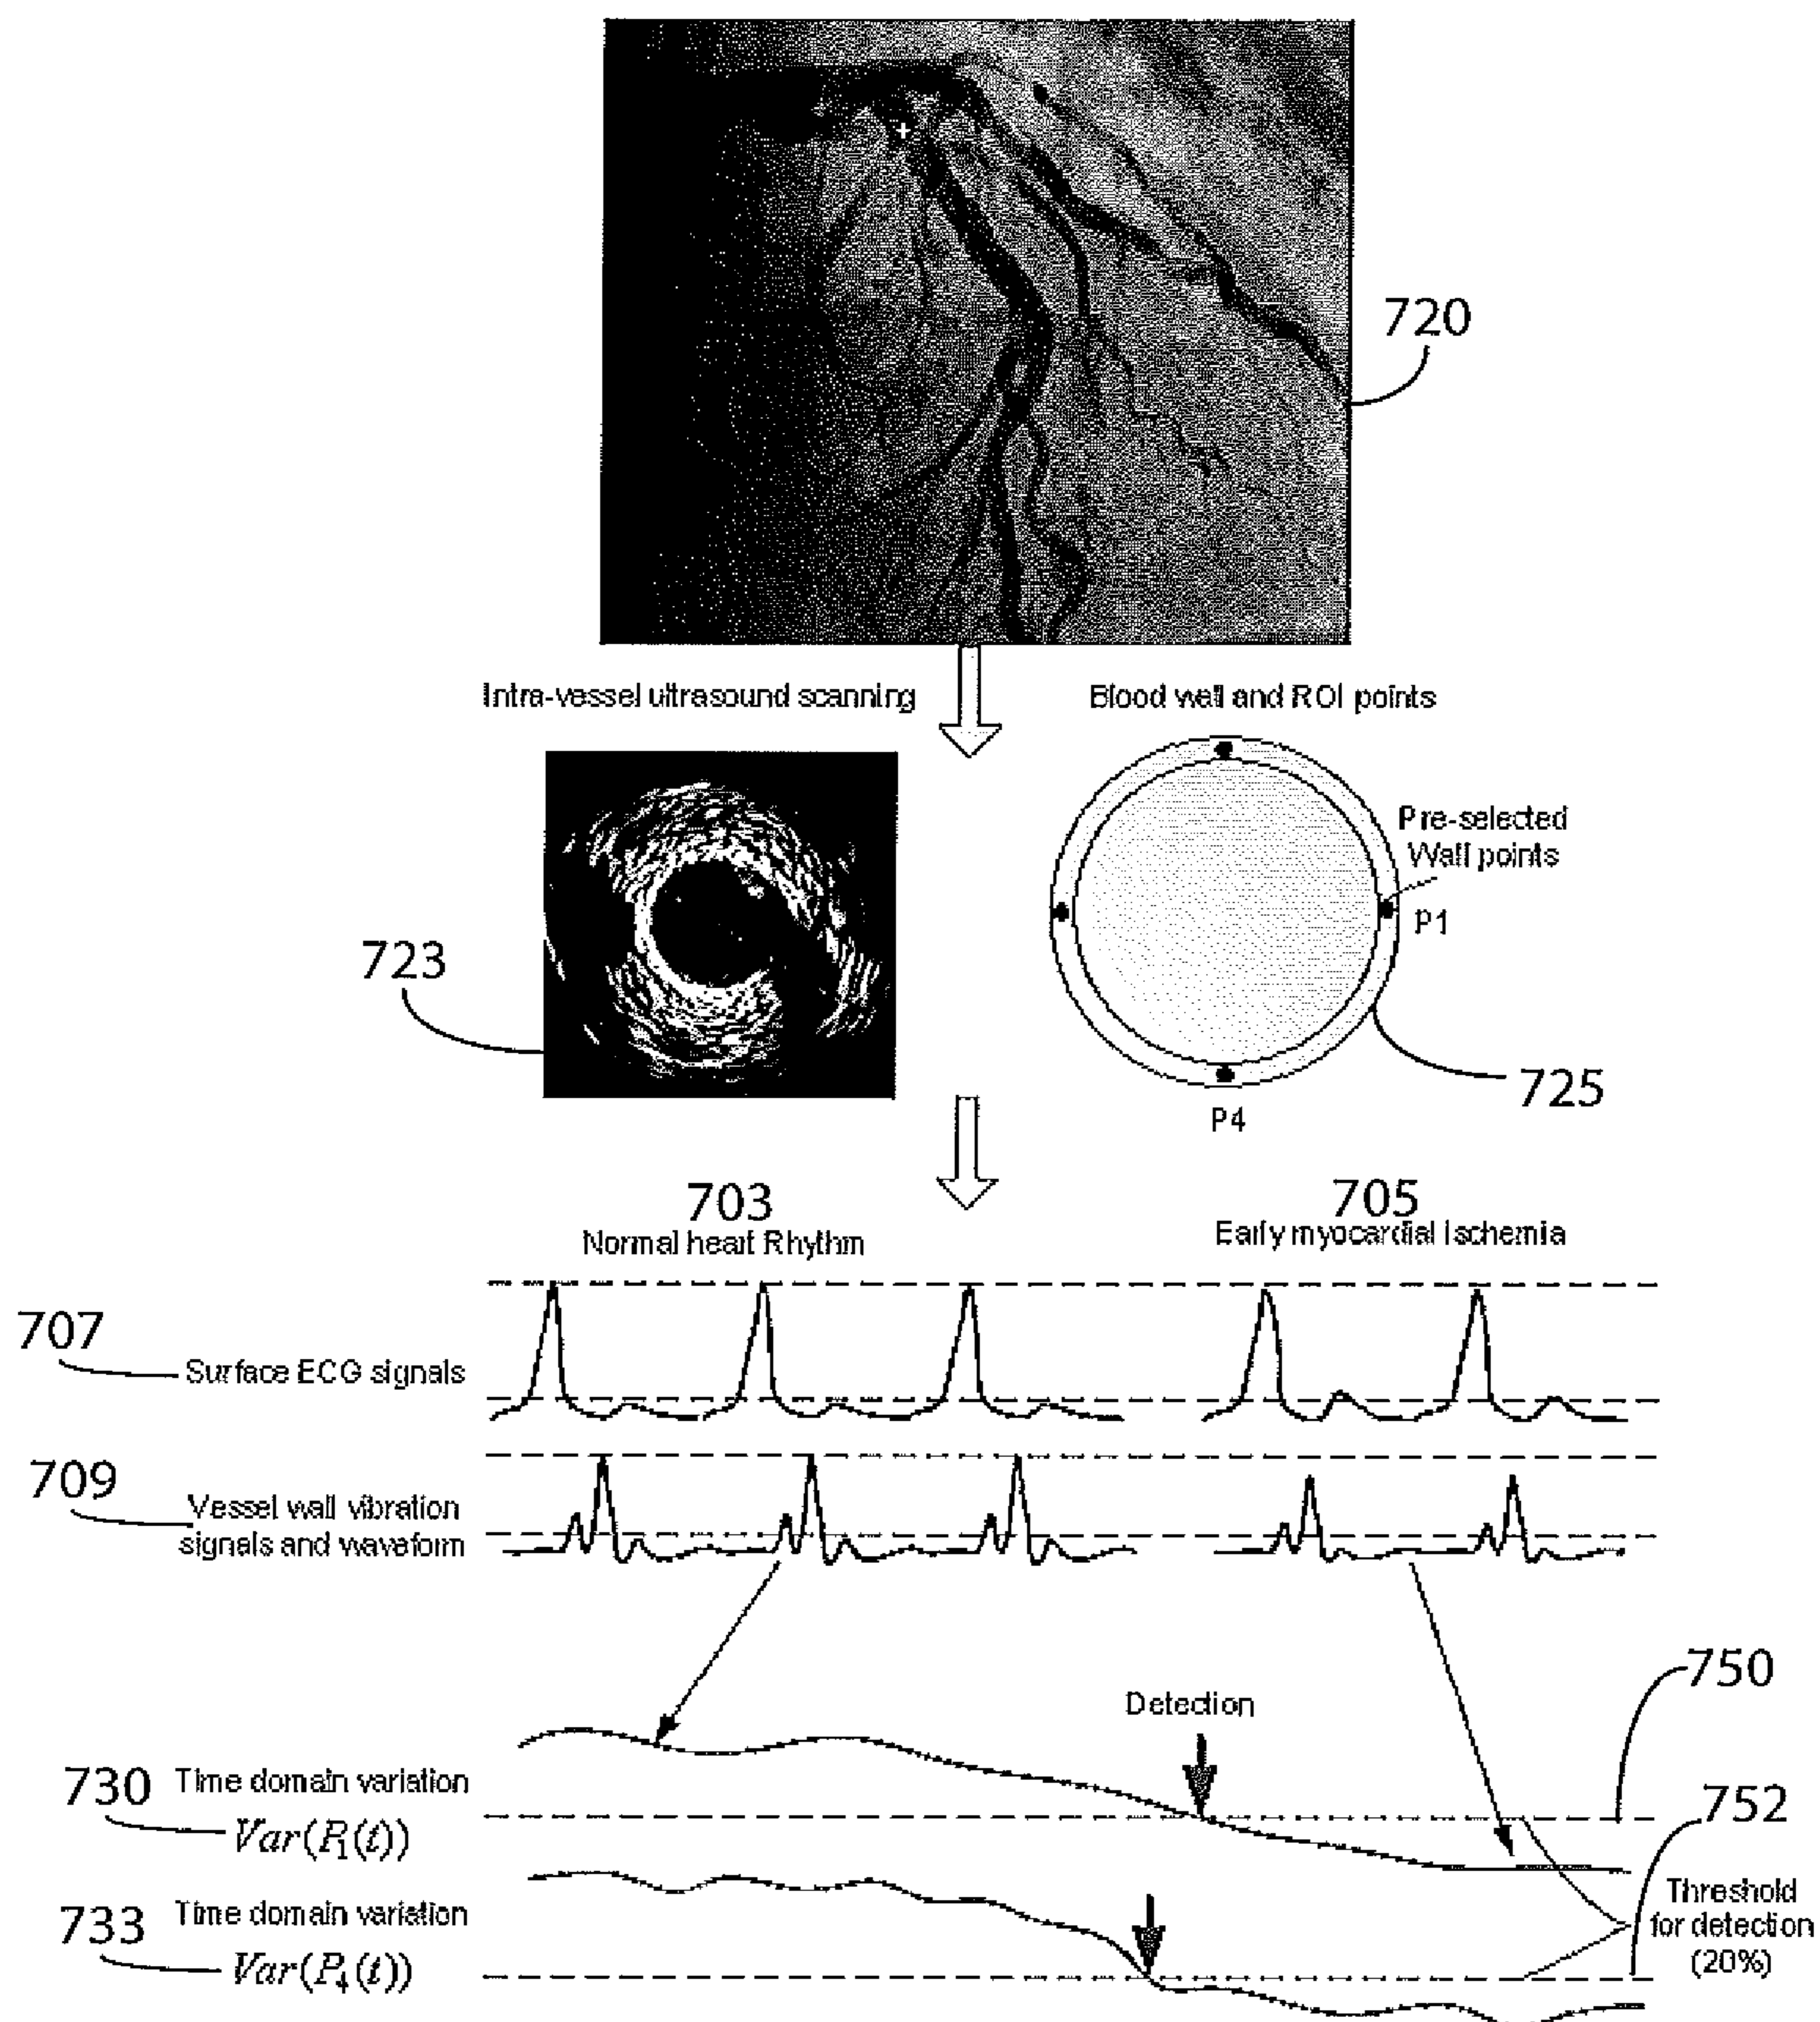 720
Intra-vessel ultrasound scanning
Blood wall and ROI points
Pre-selected
Wall points
P1
723
725
P4
703
Normal heart Rhythm
705
Early myocardial Ischemia
707
Surface ECG signals
709
Vessel wall vibration
signals and waveform
750
Detection
730 Time domain variation
Var(P₁(t))
752
733 Time domain variation
Var(P₄(t))
Threshold
for detection
(20%)